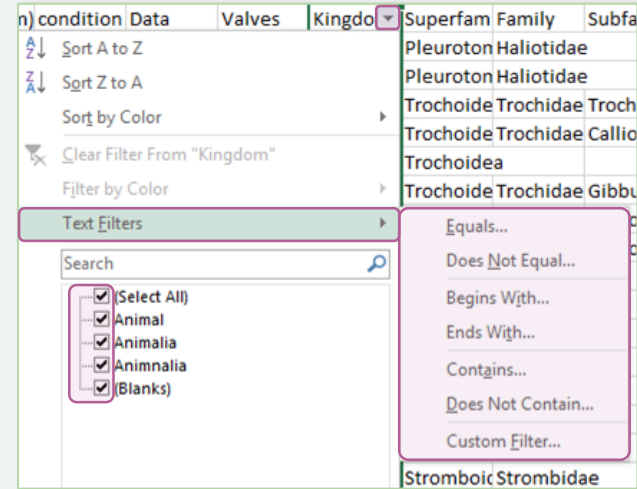 n) condition Data Valves Kingdo Superfam Family Subfa
Sort A to Z
Sort Z to A
Sort by Color
Clear Filter From "Kingdom"
Filter by Color
Text Filters
Search
(Select All)
Animal
Animalia
Animnalia
(Blanks)
Pleuroton Haliotidae
Pleuroton Haliotidae
Trochoide Trochidae Troch
Trochoide Trochidae Callio
Trochoidea
Trochoide Trochidae Gibbu
Equals...
Does Not Equal...
Begins With...
Ends With...
Contains...
Does Not Contain...
Custom Filter...
Stromboic Strombidae